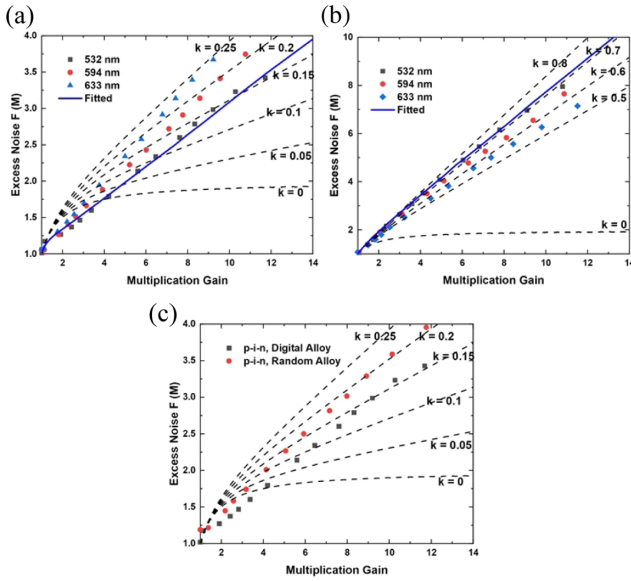 (a)
4.0
3.5
3.0
2.5
2.0
1.5
1.0
Excess Noise F (M)
532 nm
594 nm
633 nm
Fitted
k = 0.25
k = 0.2
k = 0.15
k = 0.1
k = 0.05
k = 0
2 4 6 8 10 12 14
Multiplication Gain
(b)
10
8
6
4
2
Excess Noise F (M)
532 nm
594 nm
633 nm
Fitted
k = 0.8
k = 0.7
k = 0.6
k = 0.5
k = 0
2 4 6 8 10 12 14
Multiplication Gain
(c)
4.0
3.5
3.0
2.5
2.0
1.5
1.0
Excess Noise F (M)
p-i-n, Digital Alloy
p-i-n, Random Alloy
k = 0.25
k = 0.2
k = 0.15
k = 0.1
k = 0.05
k = 0
2 4 6 8 10 12 14
Multiplication Gain